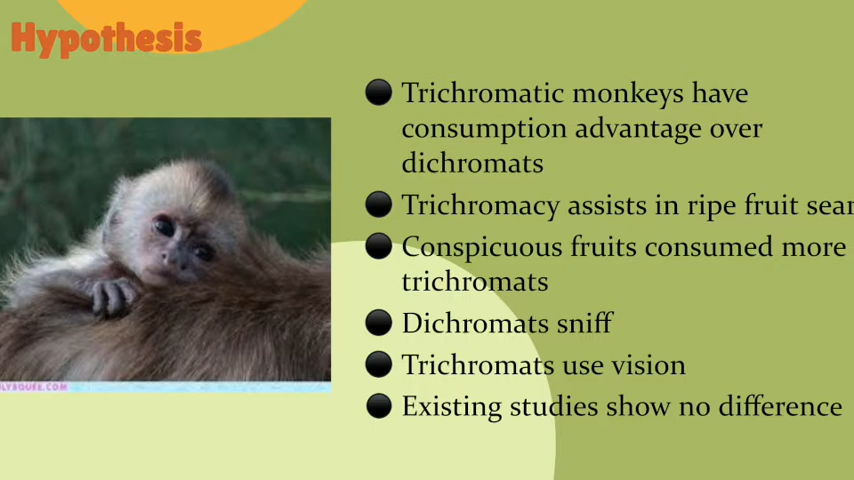 Hypothesis
Trichromatic monkeys have
consumption advantage over
dichromats
Trichromacy assists in ripe fruit
Conspicuous fruits consumed more
trichromats
Dichromats sniff
Trichromats use vision
Existing studies show no difference